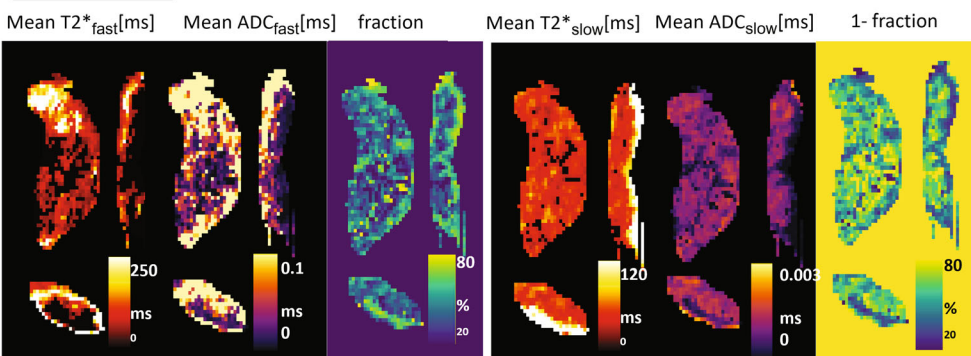 Mean T2*fast[ms] Mean ADCfast[ms] fraction Mean T2*slow[ms] Mean ADCslow[ms] 1- fraction
250 ms 0
0.1 ms 0
80 % 20
120 ms 0
0.003 ms 0
80 % 20